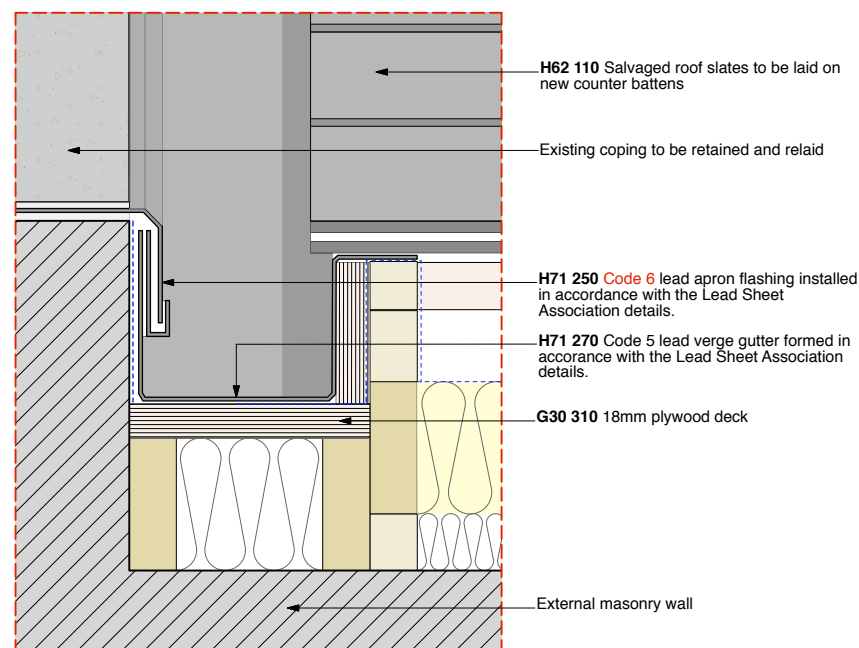 H62 110 Salvaged roof slates to be laid on
new counter battens
Existing coping to be retained and relaid
H71 250 Code 6 lead apron flashing installed
in accordance with the Lead Sheet
Association details.
H71 270 Code 5 lead verge gutter formed in
accorance with the Lead Sheet Association
details.
G30 310 18mm plywood deck
External masonry wall